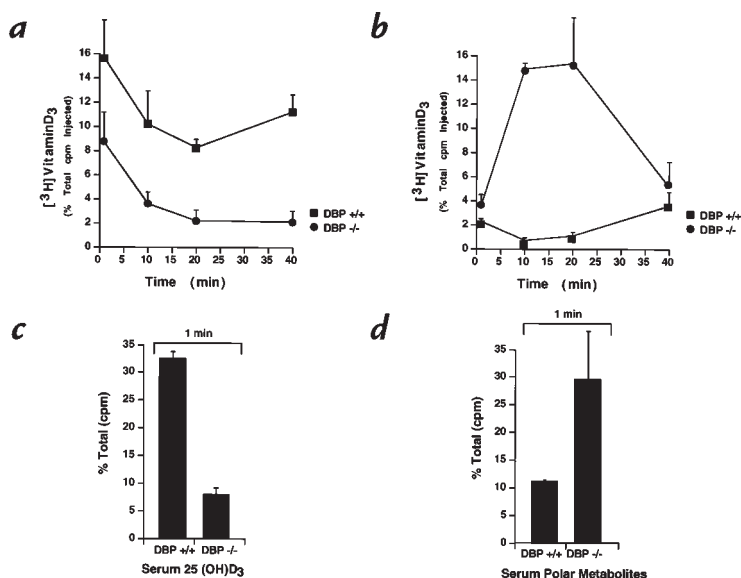 a
16
14
12
10
8
6
4
2
0
[³H] VitaminD₃
(% Total cpm Injected)
0 5 10 15 20 25 30 35 40
Time (min)
DBP +/+
DBP -/-
b
16
14
12
10
8
6
4
2
0
[³H] VitaminD₃
(% Total cpm Injected)
0 5 10 15 20 25 30 35 40
Time (min)
DBP +/+
DBP -/-
c
1 min
35
30
25
20
15
10
5
0
% Total (cpm)
DBP +/+ DBP -/-
Serum 25 (OH)D₃
d
1 min
35
30
25
20
15
10
5
0
% Total (cpm)
DBP +/+ DBP -/-
Serum Polar Metabolites